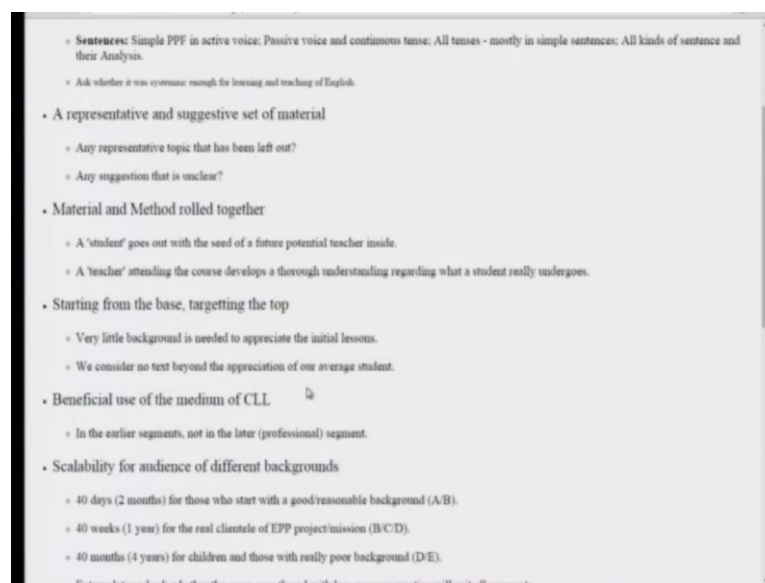 Sentences: Simple PPF in active voice; Passive voice and continuous tense; All tenses - mostly in simple sentences; All kinds of sentence and
their Analysis.
Ask whether it was systematic enough for learning and teaching of English.
A representative and suggestive set of material
Any representative topic that has been left out?
Any suggestion that is unclear?
Material and Method rolled together
A 'student' goes out with the seed of a future potential teacher inside.
A 'teacher' attending the course develops a thorough understanding regarding what a student really undergoes.
Starting from the base, targetting the top
Very little background is needed to appreciate the initial lessons.
We consider no text beyond the appreciation of our average student.
Beneficial use of the medium of CLL
In the earlier segments, not in the later (professional) segment.
Scalability for audience of different backgrounds
40 days (2 months) for those who start with a good/reasonable background (A/B).
40 weeks (1 year) for the real clientele of EPP project/mission (B/C/D).
40 months (4 years) for children and those with really poor background (D/E).